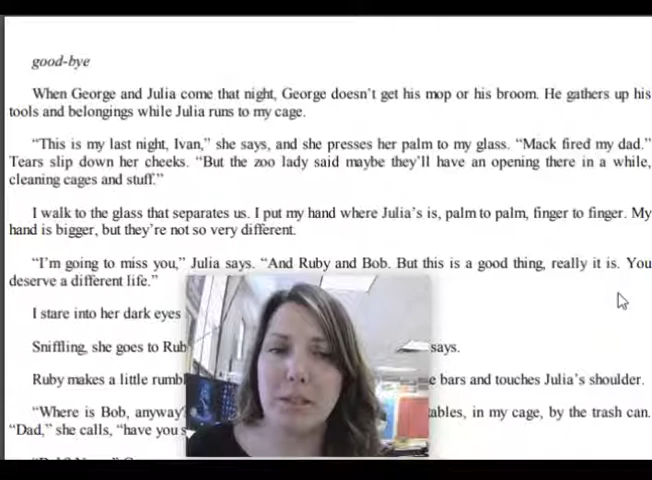 good-bye
When George and Julia come that night, George doesn't get his mop or his broom. He gathers up his
tools and belongings while Julia runs to my cage.
“This is my last night, Ivan,” she says, and she presses her palm to my glass. “Mack fired my dad.”
Tears slip down her cheeks. “But the zoo lady said maybe they'll have an opening there in a while,
cleaning cages and stuff.”
I walk to the glass that separates us. I put my hand where Julia's is, palm to palm, finger to finger. My
hand is bigger, but they're not so very different.
“I'm going to miss you,” Julia says. “And Ruby and Bob. But this is a good thing, really it is. You
deserve a different life.”
I stare into her dark eyes
Sniffling, she goes to Rub says.
Ruby makes a little rumbl e bars and touches Julia's shoulder.
“Where is Bob, anyway? ables, in my cage, by the trash can.
“Dad,” she calls, “have you s